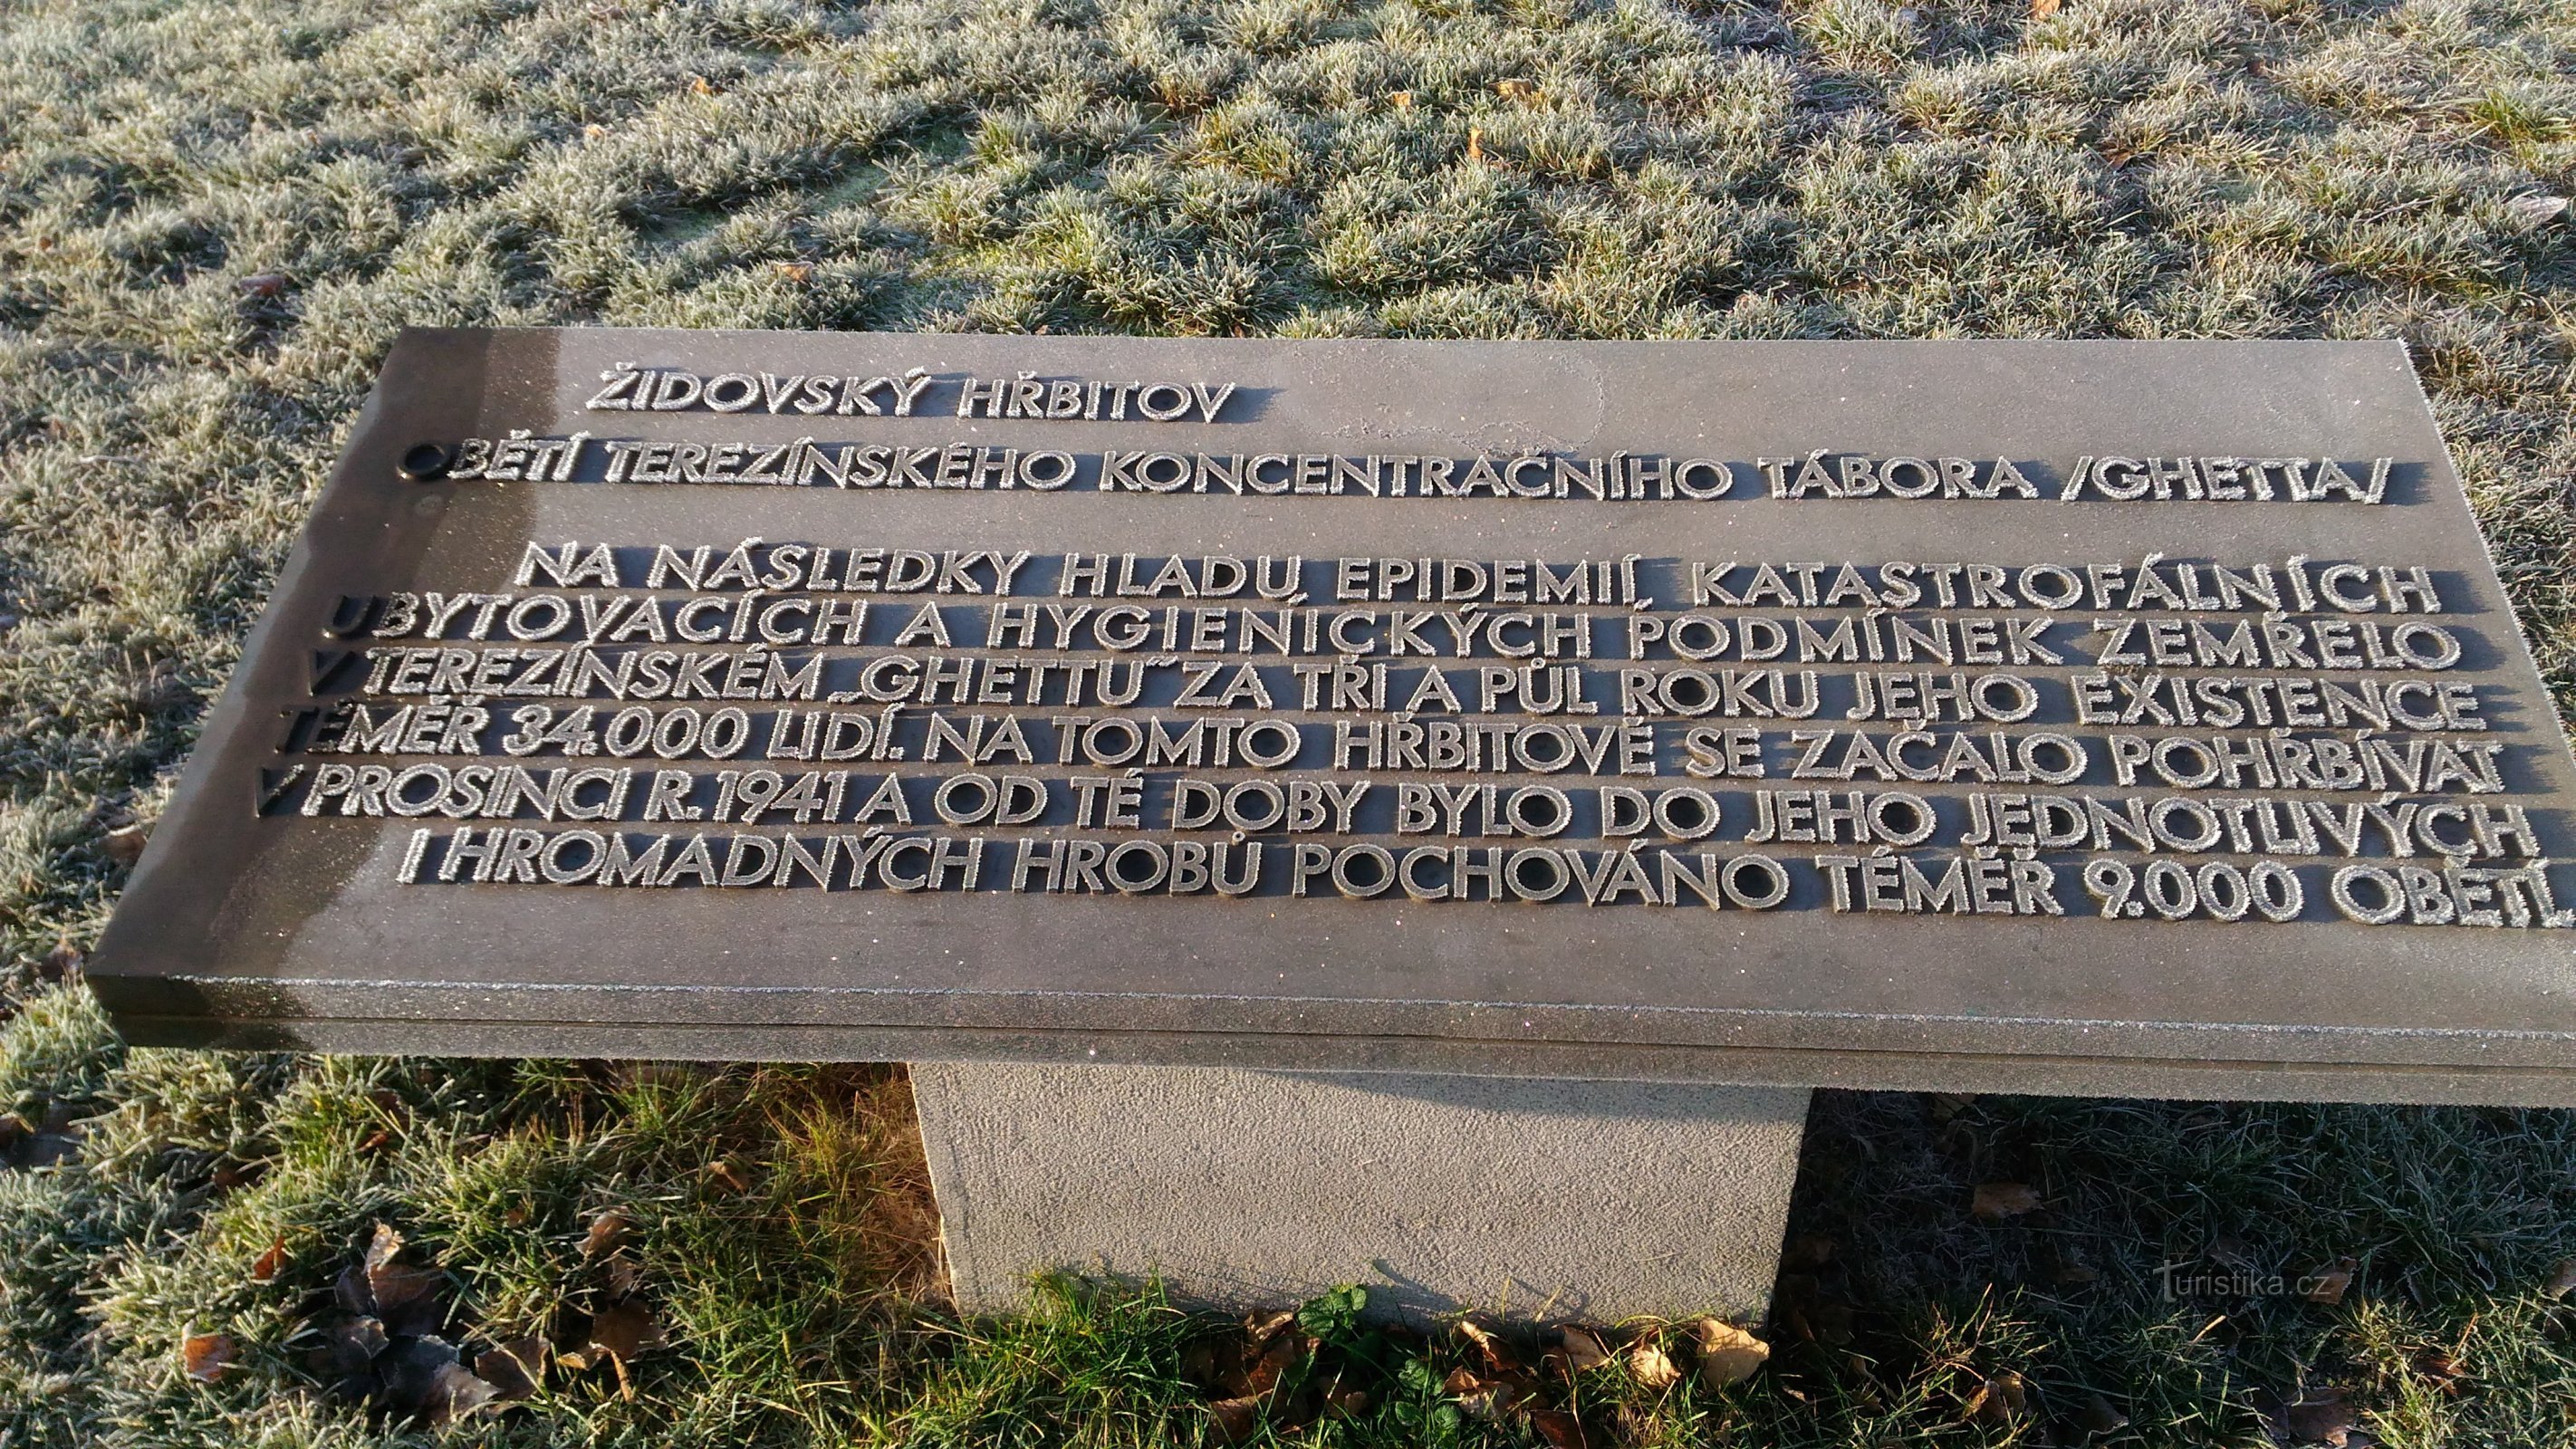 ŽIDOVSKÝ HŘBITOV
OBĚTÍ TEREZÍNSKÉHO KONCENTRAČNÍHO TÁBORA /GHETTA/
NA NÁSLEDKY HLADU, EPIDEMIÍ, KATASTROFÁLNÍCH
UBYTOVACÍCH A HYGIENICKÝCH PODMÍNEK ZEMŘELO
V TEREZÍNSKÉM „GHETTU“ ZA TŘI A PŮL ROKU JEHO EXISTENCE
TÉMĚŘ 34.000 LIDÍ. NA TOMTO HŘBITOVĚ SE ZAČALO POHŘBÍVAT
V PROSINCI R. 1941 A OD TÉ DOBY BYLO DO JEHO JEDNOTLIVÝCH
I HROMADNÝCH HROBŮ POCHOVÁNO TÉMĚŘ 9.000 OBĚTÍ.
Turistika.cz